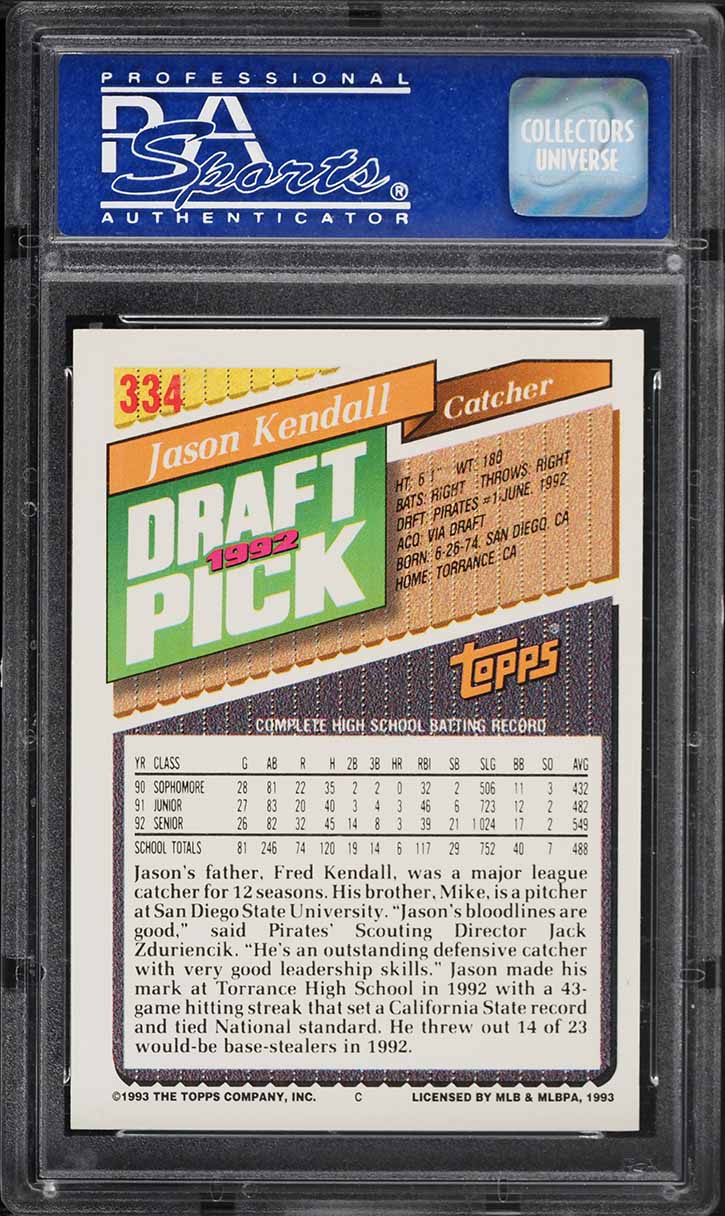 PROFESSIONAL
PSA
Sports®
AUTHENTICATOR
COLLECTORS
UNIVERSE
334
Jason Kendall
Catcher
DRAFT
1992
PICK
HT: 6'1" WT: 180
BATS: RIGHT THROWS: RIGHT
DRFT: PIRATES #1-JUNE, 1992
ACQ: VIA DRAFT
BORN: 6-26-74, SAN DIEGO, CA
HOME: TORRANCE, CA
topps®
COMPLETE HIGH SCHOOL BATTING RECORD
YR CLASS G AB R H 2B 3B HR RBI SB SLG BB SO AVG
90 SOPHOMORE 28 81 22 35 2 2 0 32 2 506 11 3 432
91 JUNIOR 27 83 20 40 3 4 3 46 6 723 12 2 482
92 SENIOR 26 82 32 45 14 8 3 39 21 1024 17 2 549
SCHOOL TOTALS 81 246 74 120 19 14 6 117 29 752 40 7 488
Jason's father, Fred Kendall, was a major league
catcher for 12 seasons. His brother, Mike, is a pitcher
at San Diego State University. "Jason's bloodlines are
good," said Pirates' Scouting Director Jack
Zduriencik. "He's an outstanding defensive catcher
with very good leadership skills." Jason made his
mark at Torrance High School in 1992 with a 43-
game hitting streak that set a California State record
and tied National standard. He threw out 14 of 23
would-be base-stealers in 1992.
©1993 THE TOPPS COMPANY, INC. C LICENSED BY MLB & MLBPA, 1993